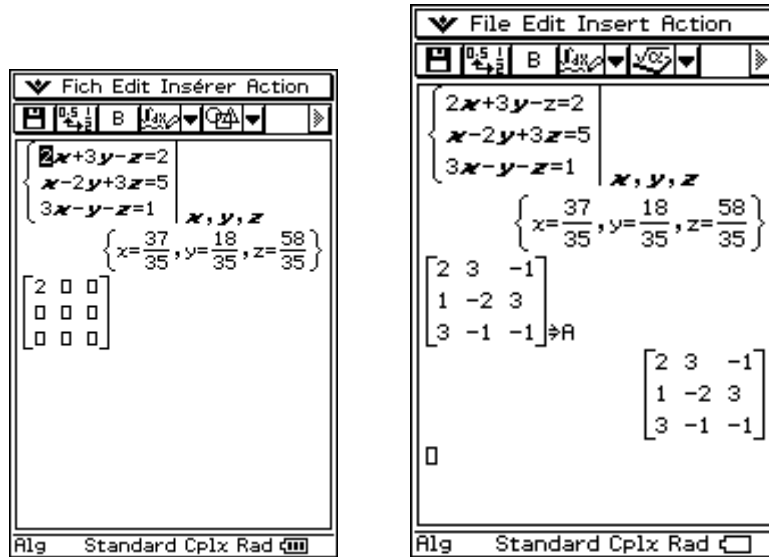 Fich Edit Insérer Action
B
2x+3y-z=2
x-2y+3z=5
3x-y-z=1 | x, y, z
{x=37/35, y=18/35, z=58/35}
[2 □ □
□ □ □
□ □ □]
Alg Standard Cplx Rad
File Edit Insert Action
B
2x+3y-z=2
x-2y+3z=5
3x-y-z=1 | x, y, z
{x=37/35, y=18/35, z=58/35}
[2 3 -1
1 -2 3
3 -1 -1]⇒A
[2 3 -1
1 -2 3
3 -1 -1]
□
Alg Standard Cplx Rad